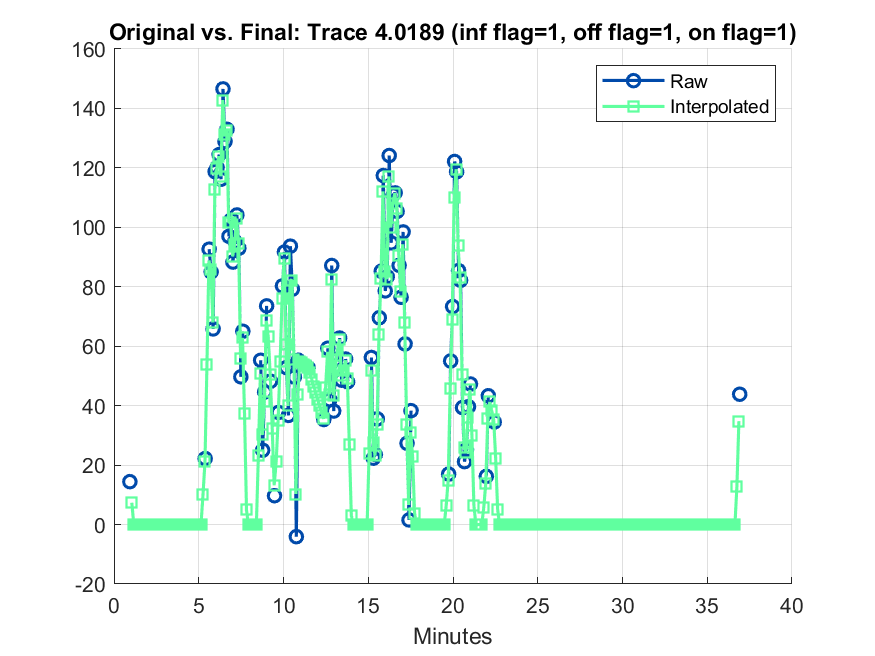 Original vs. Final: Trace 4.0189 (inf flag=1, off flag=1, on flag=1)
160
140
120
100
80
60
40
20
0
-20
Raw
Interpolated
0 5 10 15 20 25 30 35 40
Minutes